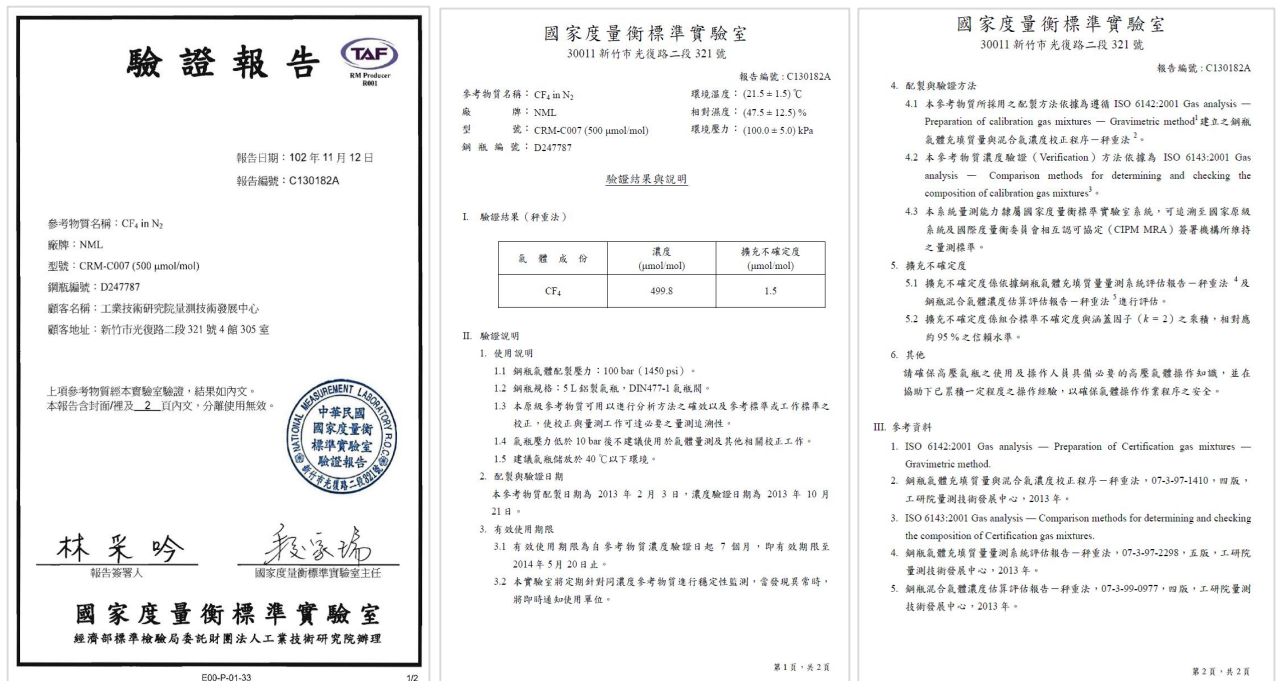 驗證報告
TAF
RM Producer
R001
報告日期：102 年 11 月 12 日
報告編號：C130182A
參考物質名稱：CF₄ in N₂
廠牌：NML
型號：CRM-C007 (500 μmol/mol)
鋼瓶編號：D247787
顧客名稱：工業技術研究院量測技術發展中心
顧客地址：新竹市光復路二段 321 號 4 館 305 室
上項參考物質經本實驗室驗證，結果如內文。
本報告含封面/裡及 2 頁內文，分離使用無效。
NATIONAL MEASUREMENT LABORATORY R.O.C.
中華民國
國家度量衡
標準實驗室
驗證報告
新竹市光復路二段321號
林采吟
報告簽署人
國家度量衡標準實驗室主任
國家度量衡標準實驗室
經濟部標準檢驗局委託財團法人工業技術研究院辦理
E00-P-01-33
1/2
國家度量衡標準實驗室
30011 新竹市光復路二段 321 號
報告編號：C130182A
參考物質名稱： CF₄ in N₂
環境溫度： (21.5 ± 1.5) ℃
廠 牌： NML
相對濕度： (47.5 ± 12.5) %
型 號： CRM-C007 (500 μmol/mol)
環境壓力： (100.0 ± 5.0) kPa
鋼瓶編號： D247787
驗證結果與說明
I. 驗證結果（秤重法）
氣體成份 濃度 擴充不確定度
(μmol/mol) (μmol/mol)
CF₄ 499.8 1.5
II. 驗證說明
1. 使用說明
1.1 鋼瓶氣體配製壓力：100 bar (1450 psi)。
1.2 鋼瓶規格：5 L 鋁製氣瓶，DIN477-1 氣瓶閥。
1.3 本原級參考物質可用以進行分析方法之確效以及參考標準或工作標準之
校正，使校正與量測工作可達必要之量測追溯性。
1.4 氣瓶壓力低於 10 bar 後不建議使用於氣體量測及其他相關校正工作。
1.5 建議氣瓶儲放於 40 ℃以下環境。
2. 配製與驗證日期
本參考物質配製日期為 2013 年 2 月 3 日，濃度驗證日期為 2013 年 10 月
21 日。
3. 有效使用期限
3.1 有效使用期限為自參考物質濃度驗證日起 7 個月，即有效期限至
2014 年 5 月 20 日止。
3.2 本實驗室將定期針對同濃度參考物質進行穩定性監測，當發現異常時，
將即時通知使用單位。
第 1 頁，共 2 頁
國家度量衡標準實驗室
30011 新竹市光復路二段 321 號
報告編號：C130182A
4. 配製與驗證方法
4.1 本參考物質所採用之配製方法依據為遵循 ISO 6142:2001 Gas analysis —
Preparation of calibration gas mixtures — Gravimetric method¹建立之鋼瓶
氣體充填質量與混合氣濃度校正程序－秤重法 ²。
4.2 本參考物質濃度驗證（Verification）方法依據為 ISO 6143:2001 Gas
analysis — Comparison methods for determining and checking the
composition of calibration gas mixtures³。
4.3 本系統量測能力隸屬國家度量衡標準實驗室系統，可追溯至國家原級
系統及國際度量衡委員會相互認可協定（CIPM MRA）簽署機構所維持
之量測標準。
5. 擴充不確定度
5.1 擴充不確定度係依據鋼瓶氣體充填質量量測系統評估報告－秤重法 ⁴ 及
鋼瓶混合氣體濃度估算評估報告－秤重法 ⁵ 進行評估。
5.2 擴充不確定度係組合標準不確定度與涵蓋因子（k = 2）之乘積，相對應
約 95 % 之信賴水準。
6. 其他
請確保高壓氣瓶之使用及操作人員具備必要的高壓氣體操作知識，並在
協助下已累積一定程度之操作經驗，以確保氣體操作作業程序之安全。
III. 參考資料
1. ISO 6142:2001 Gas analysis — Preparation of Certification gas mixtures —
Gravimetric method.
2. 鋼瓶氣體充填質量與混合氣濃度校正程序－秤重法，07-3-97-1410，四版，
工研院量測技術發展中心，2013 年。
3. ISO 6143:2001 Gas analysis — Comparison methods for determining and checking
the composition of Certification gas mixtures.
4. 鋼瓶氣體充填質量量測系統評估報告－秤重法，07-3-97-2298，五版，工研院
量測技術發展中心，2013 年。
5. 鋼瓶混合氣體濃度估算評估報告－秤重法，07-3-99-0977，四版，工研院量測
技術發展中心，2013 年。
第 2 頁，共 2 頁